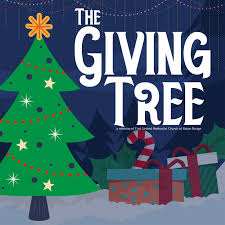 THE
GIVING
TREE
a ministry of First United Methodist Church of Baton Rouge